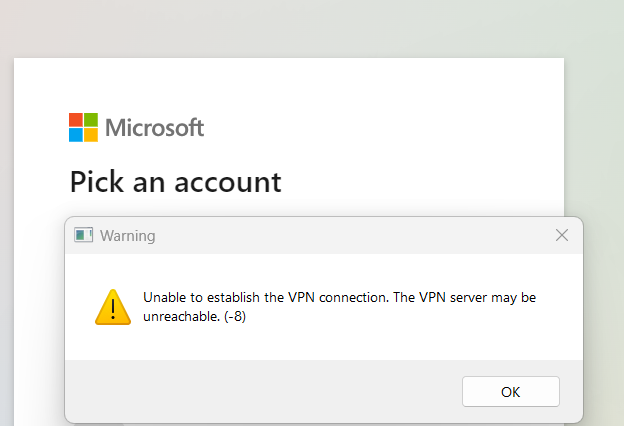 Microsoft
Pick an account
Warning
Unable to establish the VPN connection. The VPN server may be
unreachable. (-8)
OK